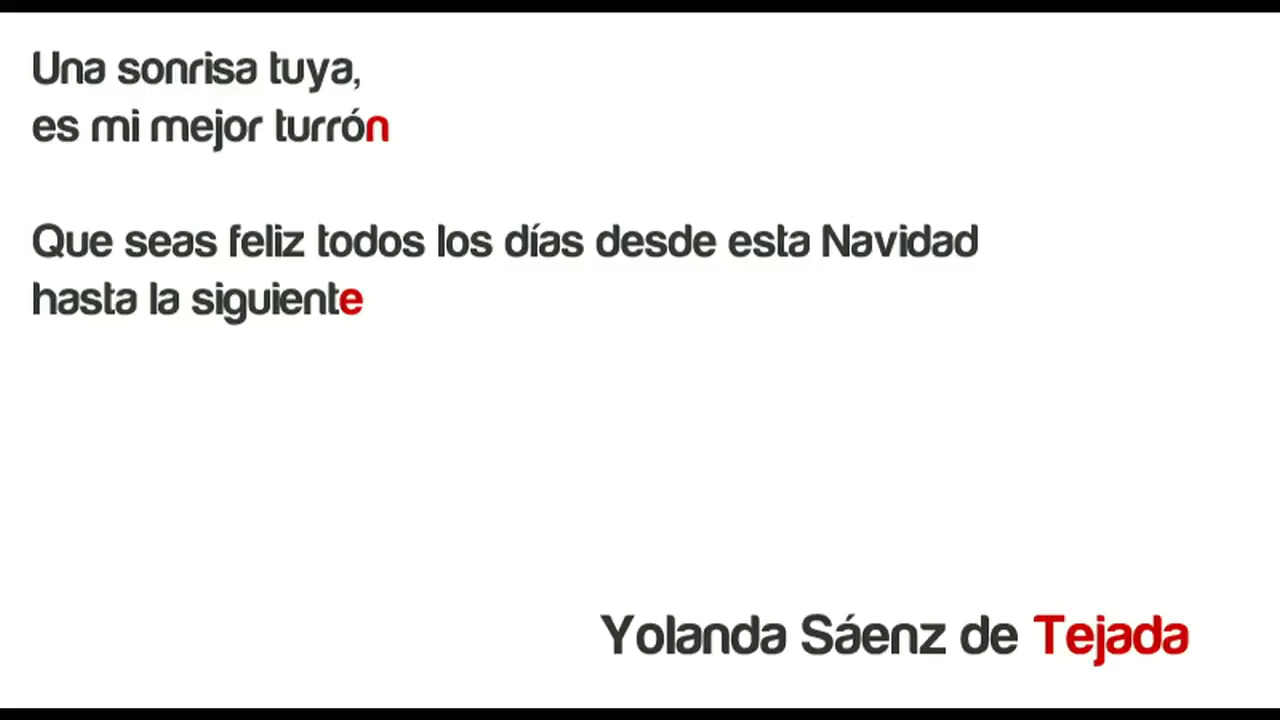 Una sonrisa tuya,
es mi mejor turrón
Que seas feliz todos los días desde esta Navidad
hasta la siguiente
Yolanda Sáenz de Tejada